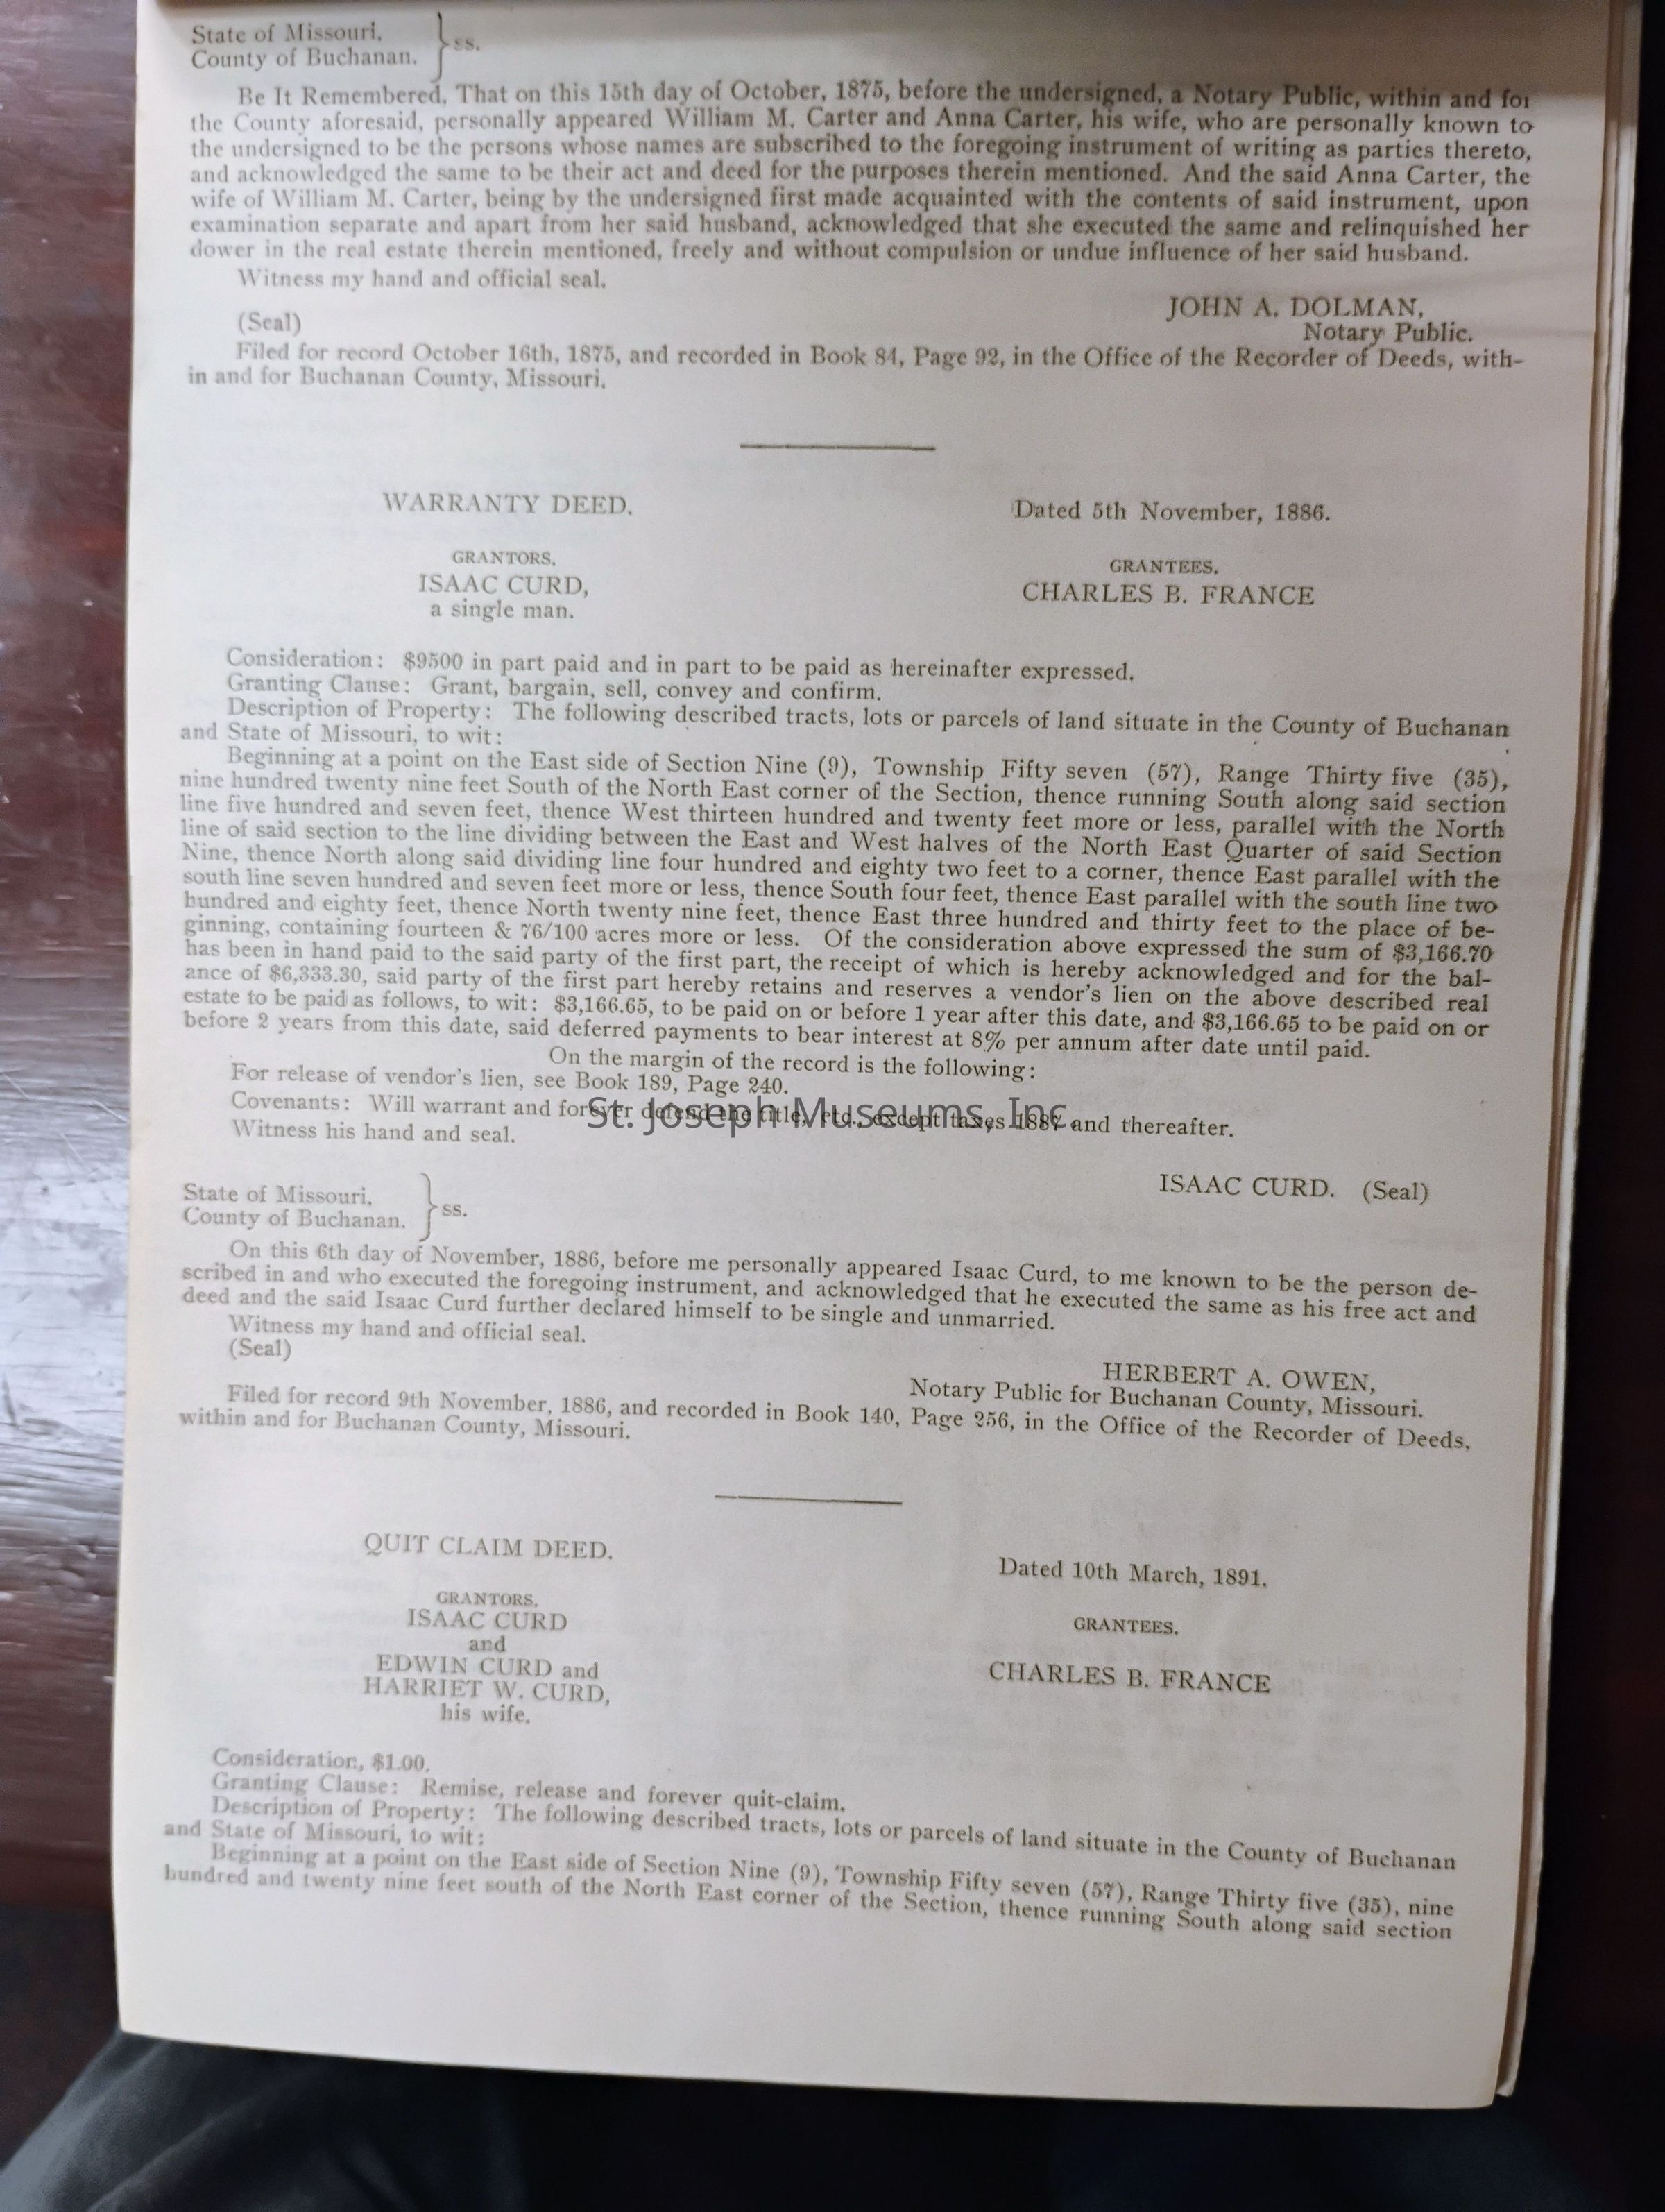 State of Missouri,
County of Buchanan. } ss.
Be It Remembered, That on this 15th day of October, 1875, before the undersigned, a Notary Public, within and for
the County aforesaid, personally appeared William M. Carter and Anna Carter, his wife, who are personally known to
the undersigned to be the persons whose names are subscribed to the foregoing instrument of writing as parties thereto,
and acknowledged the same to be their act and deed for the purposes therein mentioned. And the said Anna Carter, the
wife of William M. Carter, being by the undersigned first made acquainted with the contents of said instrument, upon
examination separate and apart from her said husband, acknowledged that she executed the same and relinquished her
dower in the real estate therein mentioned, freely and without compulsion or undue influence of her said husband.
Witness my hand and official seal.
JOHN A. DOLMAN,
(Seal) Notary Public.
Filed for record October 16th, 1875, and recorded in Book 84, Page 92, in the Office of the Recorder of Deeds, with-
in and for Buchanan County, Missouri.
WARRANTY DEED. Dated 5th November, 1886.
GRANTORS. GRANTEES.
ISAAC CURD, CHARLES B. FRANCE
a single man.
Consideration: $9500 in part paid and in part to be paid as hereinafter expressed.
Granting Clause: Grant, bargain, sell, convey and confirm.
Description of Property: The following described tracts, lots or parcels of land situate in the County of Buchanan
and State of Missouri, to wit:
Beginning at a point on the East side of Section Nine (9), Township Fifty seven (57), Range Thirty five (35),
nine hundred twenty nine feet South of the North East corner of the Section, thence running South along said section
line five hundred and seven feet, thence West thirteen hundred and twenty feet more or less, parallel with the North
line of said section to the line dividing between the East and West halves of the North East Quarter of said Section
Nine, thence North along said dividing line four hundred and eighty two feet to a corner, thence East parallel with the
south line seven hundred and seven feet more or less, thence South four feet, thence East parallel with the south line two
hundred and eighty feet, thence North twenty nine feet, thence East three hundred and thirty feet to the place of be-
ginning, containing fourteen & 76/100 acres more or less. Of the consideration above expressed the sum of $3,166.70
has been in hand paid to the said party of the first part, the receipt of which is hereby acknowledged and for the bal-
ance of $6,333.30, said party of the first part hereby retains and reserves a vendor's lien on the above described real
estate to be paid as follows, to wit: $3,166.65, to be paid on or before 1 year after this date, and $3,166.65 to be paid on or
before 2 years from this date, said deferred payments to bear interest at 8% per annum after date until paid.
On the margin of the record is the following:
For release of vendor's lien, see Book 189, Page 240.
Covenants: Will warrant and forever defend the title, etc., except taxes 1887 and thereafter.
St. Joseph Museums, Inc.
Witness his hand and seal.
ISAAC CURD. (Seal)
State of Missouri,
County of Buchanan. } ss.
On this 6th day of November, 1886, before me personally appeared Isaac Curd, to me known to be the person de-
scribed in and who executed the foregoing instrument, and acknowledged that he executed the same as his free act and
deed and the said Isaac Curd further declared himself to be single and unmarried.
Witness my hand and official seal.
(Seal)
HERBERT A. OWEN,
Notary Public for Buchanan County, Missouri.
Filed for record 9th November, 1886, and recorded in Book 140, Page 256, in the Office of the Recorder of Deeds,
within and for Buchanan County, Missouri.
QUIT CLAIM DEED. Dated 10th March, 1891.
GRANTORS. GRANTEES.
ISAAC CURD
and
EDWIN CURD and CHARLES B. FRANCE
HARRIET W. CURD,
his wife.
Consideration, $1.00.
Granting Clause: Remise, release and forever quit-claim.
Description of Property: The following described tracts, lots or parcels of land situate in the County of Buchanan
and State of Missouri, to wit:
Beginning at a point on the East side of Section Nine (9), Township Fifty seven (57), Range Thirty five (35), nine
hundred and twenty nine feet south of the North East corner of the Section, thence running South along said section